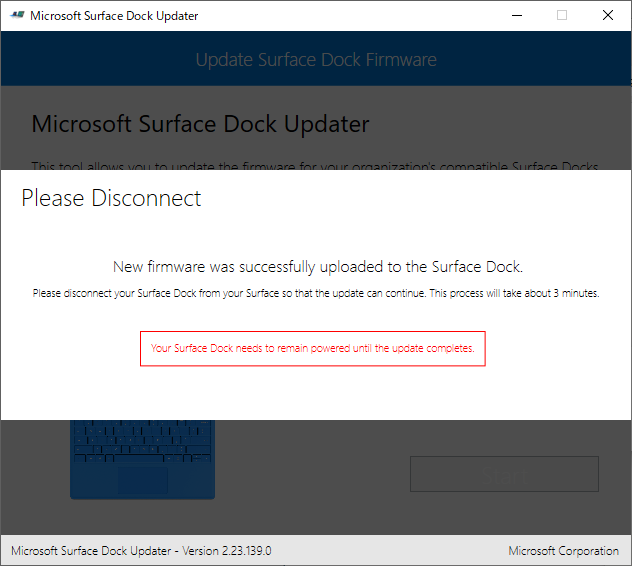 Microsoft Surface Dock Updater
Update Surface Dock Firmware
Microsoft Surface Dock Updater
This tool allows you to update the firmware for your organization's compatible Surface Docks
Please Disconnect
New firmware was successfully uploaded to the Surface Dock.
Please disconnect your Surface Dock from your Surface so that the update can continue. This process will take about 3 minutes.
Your Surface Dock needs to remain powered until the update completes.
Microsoft Surface Dock Updater - Version 2.23.139.0
Microsoft Corporation